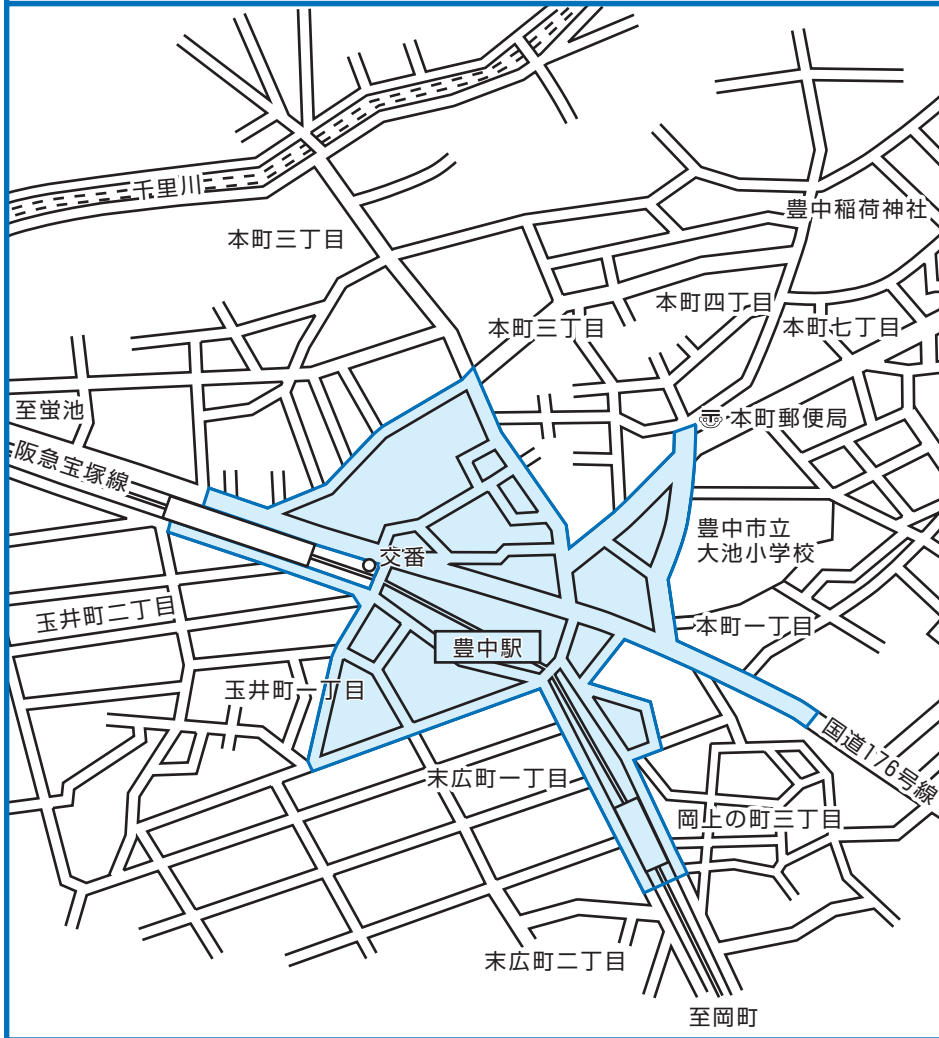 千里川
豊中稲荷神社
本町三丁目
本町四丁目
本町三丁目
本町七丁目
至蛍池
本町郵便局
阪急宝塚線
豊中市立
大池小学校
交番
玉井町二丁目
本町一丁目
豊中駅
玉井町一丁目
国道176号線
末広町一丁目
岡上の町三丁目
末広町二丁目
至岡町